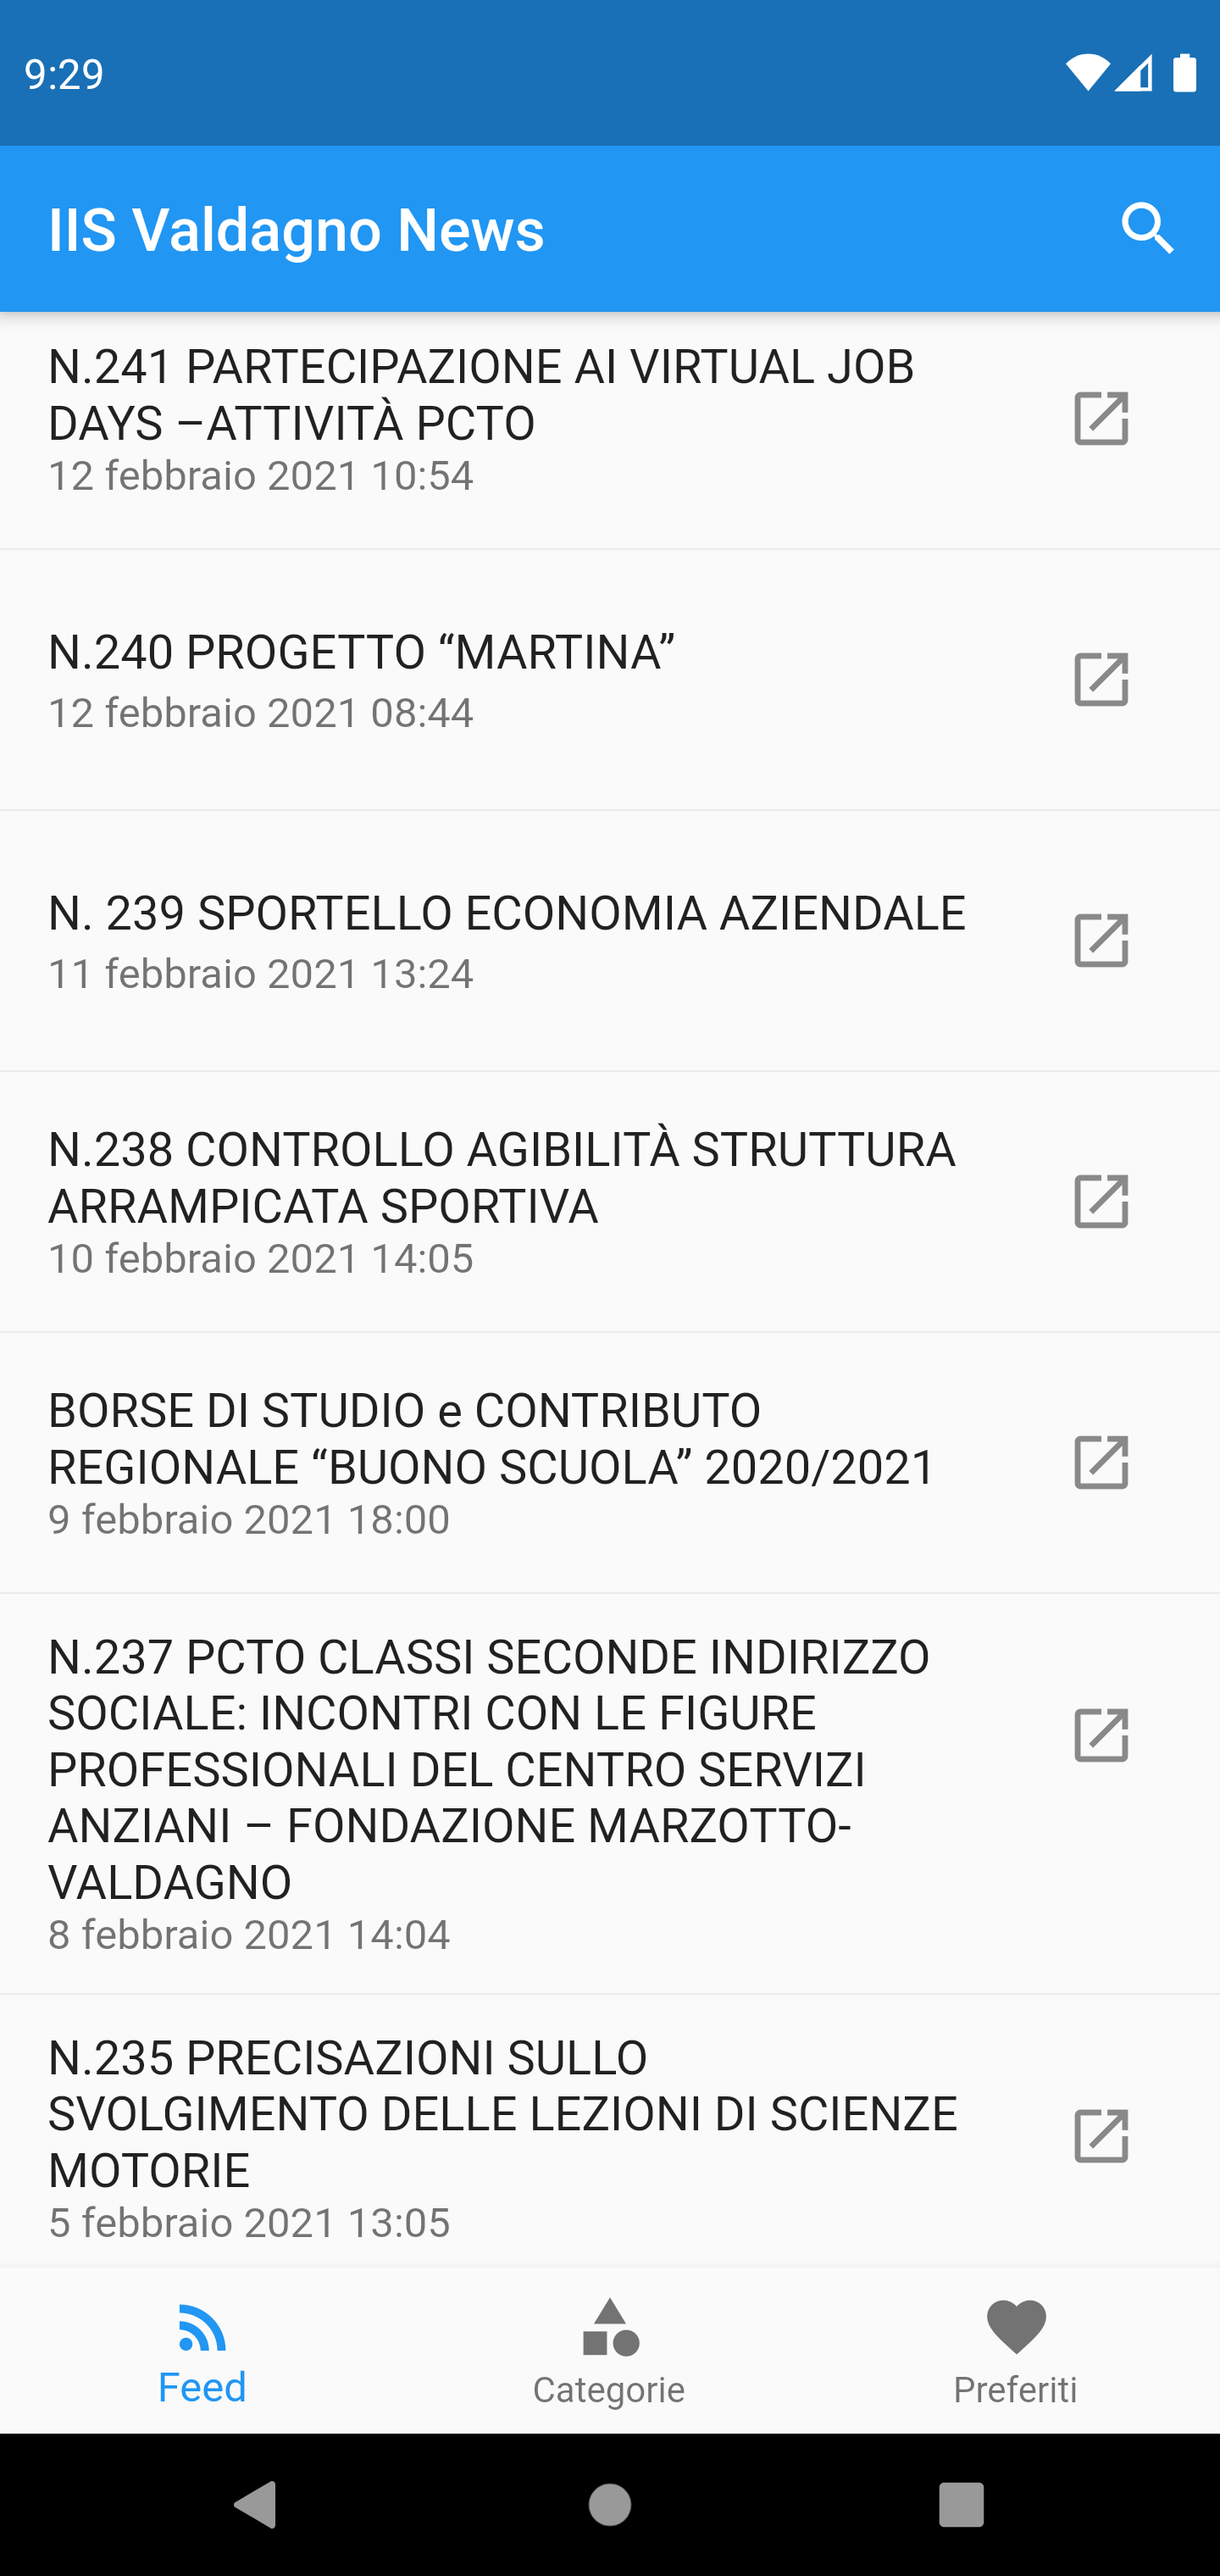 9:29
IIS Valdagno News
N.241 PARTECIPAZIONE AI VIRTUAL JOB
DAYS –ATTIVITÀ PCTO
12 febbraio 2021 10:54
N.240 PROGETTO “MARTINA”
12 febbraio 2021 08:44
N. 239 SPORTELLO ECONOMIA AZIENDALE
11 febbraio 2021 13:24
N.238 CONTROLLO AGIBILITÀ STRUTTURA
ARRAMPICATA SPORTIVA
10 febbraio 2021 14:05
BORSE DI STUDIO e CONTRIBUTO
REGIONALE “BUONO SCUOLA” 2020/2021
9 febbraio 2021 18:00
N.237 PCTO CLASSI SECONDE INDIRIZZO
SOCIALE: INCONTRI CON LE FIGURE
PROFESSIONALI DEL CENTRO SERVIZI
ANZIANI – FONDAZIONE MARZOTTO-
VALDAGNO
8 febbraio 2021 14:04
N.235 PRECISAZIONI SULLO
SVOLGIMENTO DELLE LEZIONI DI SCIENZE
MOTORIE
5 febbraio 2021 13:05
Feed
Categorie
Preferiti